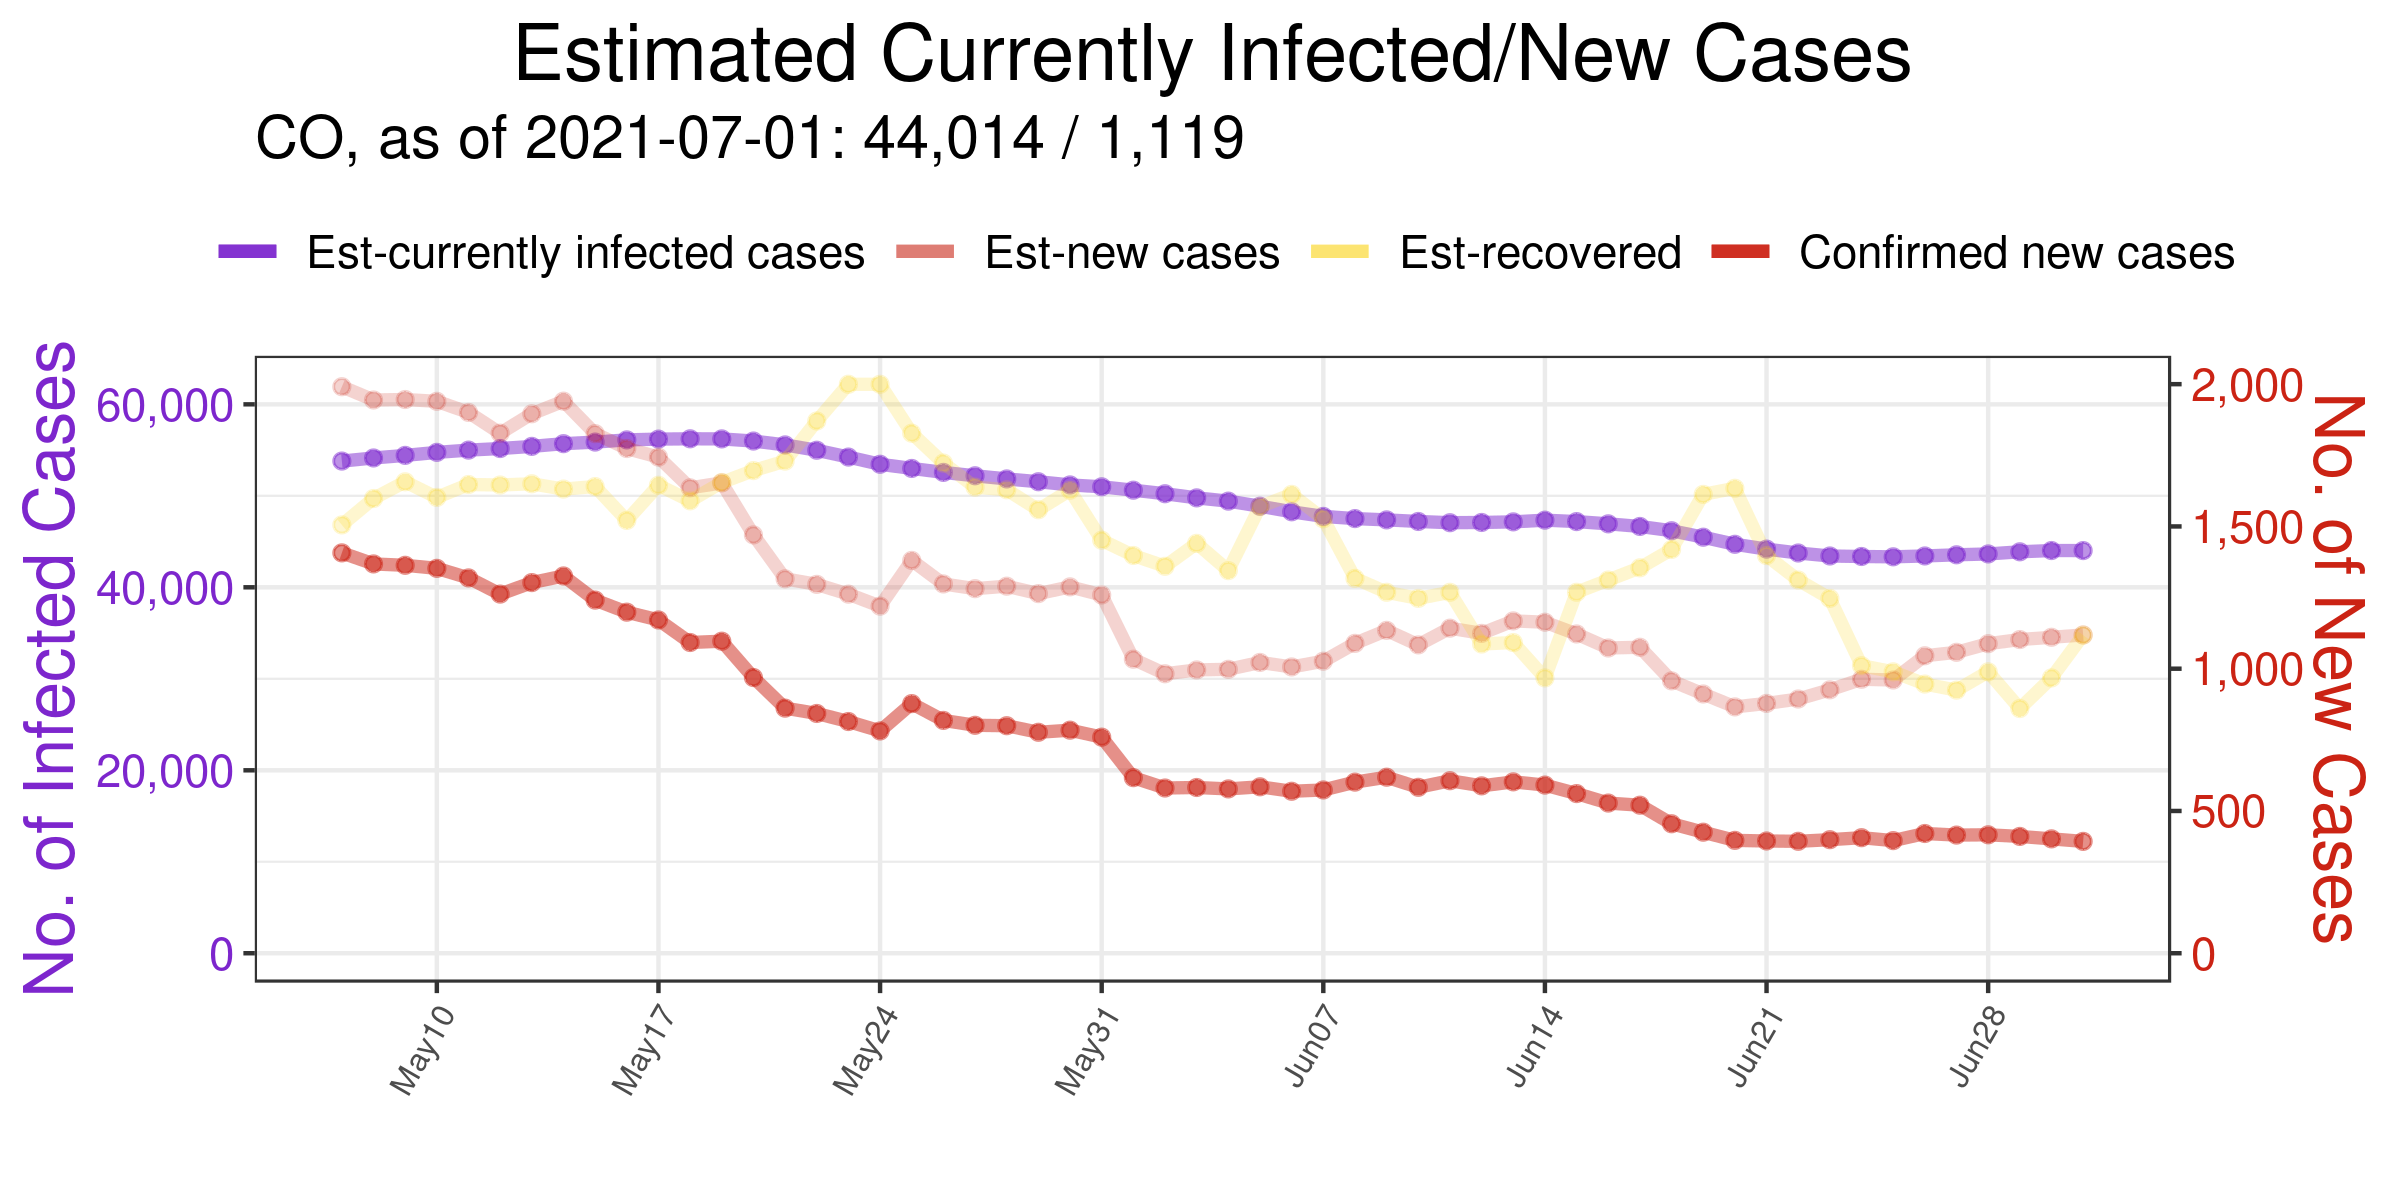 Estimated Currently Infected/New Cases
CO, as of 2021-07-01: 44,014 / 1,119
Est-currently infected cases Est-new cases Est-recovered Confirmed new cases
No. of Infected Cases
60,000
40,000
20,000
0
2,000
1,500
1,000
500
0
No. of New Cases
May10 May17 May24 May31 Jun07 Jun14 Jun21 Jun28